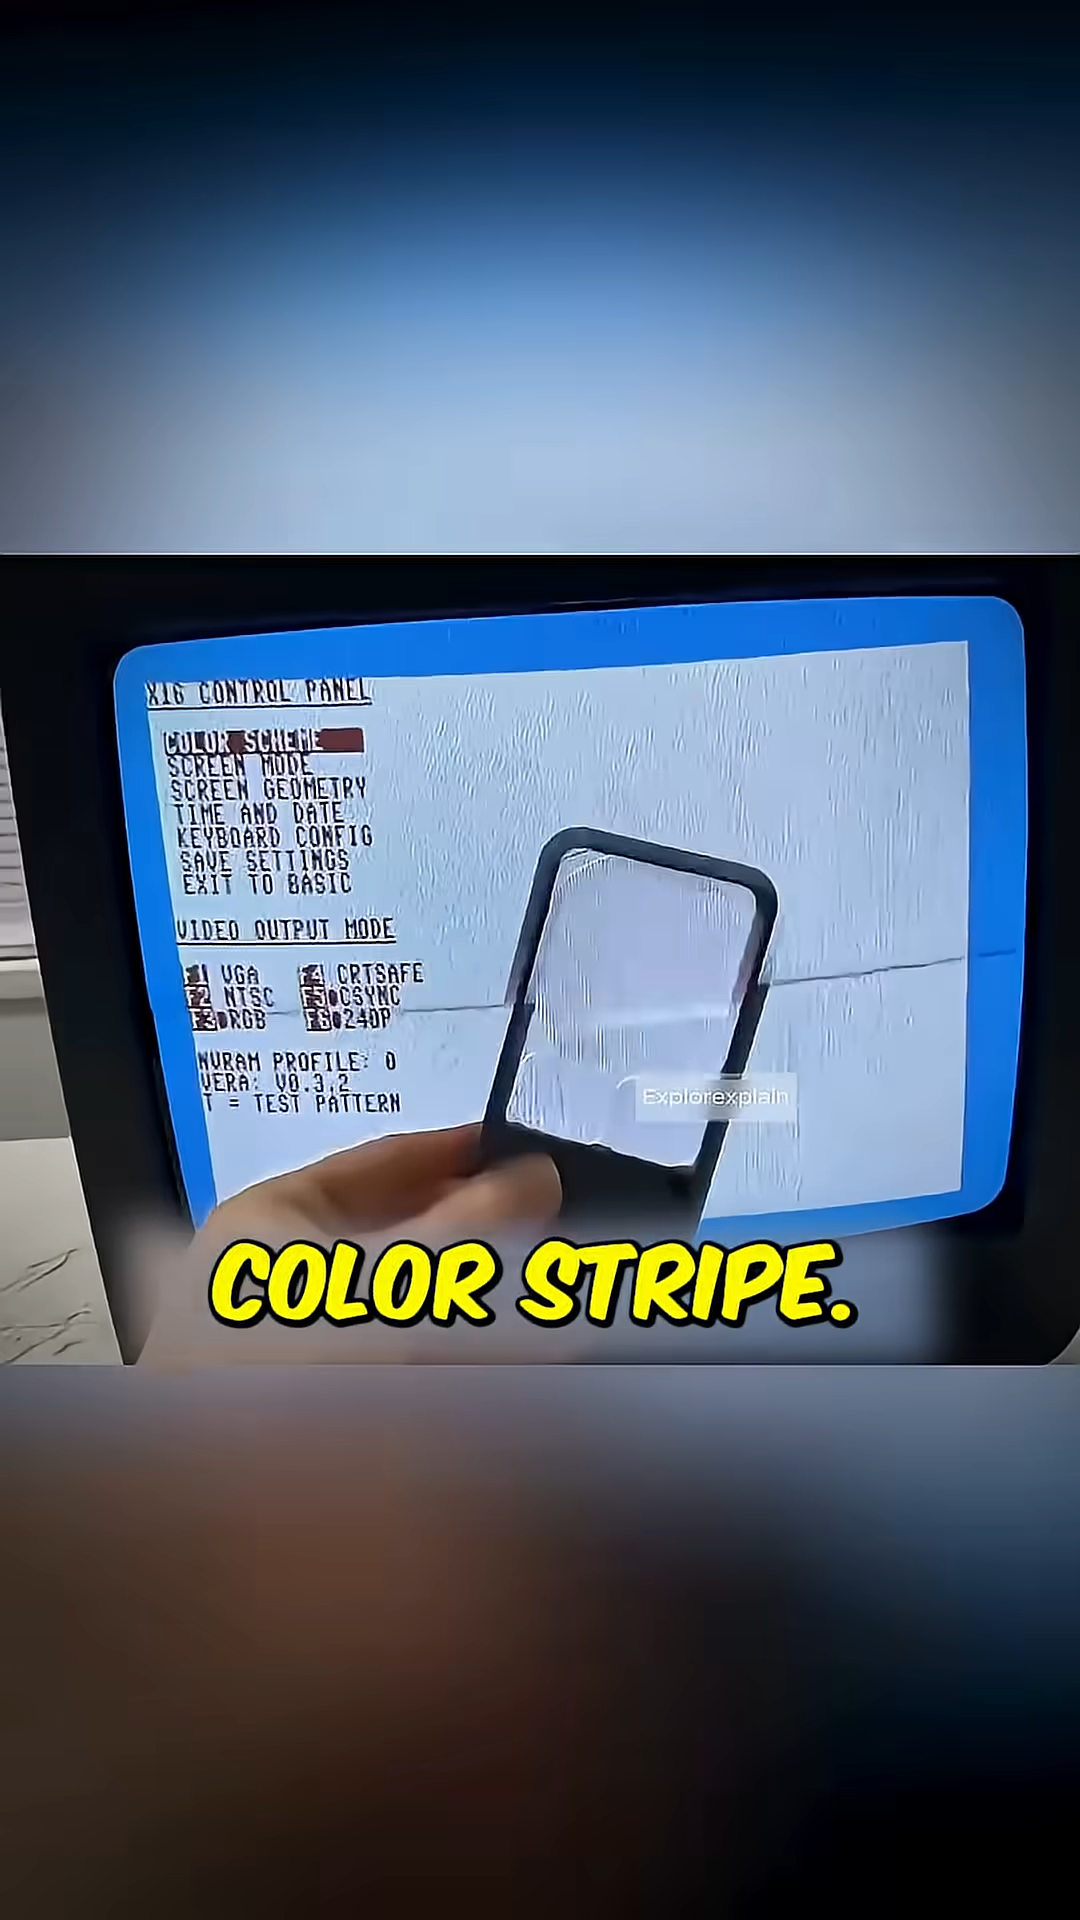 X16 CONTROL PANEL
COLOR SCHEME
SCREEN MODE
SCREEN GEOMETRY
TIME AND DATE
KEYBOARD CONFIG
SAVE SETTINGS
EXIT TO BASIC
VIDEO OUTPUT MODE
VGA CRTSAFE
NTSC CSYNC
RGB 240P
NVRAM PROFILE: 0
VERA: V0.3.2
T = TEST PATTERN
Explorexplain
COLOR STRIPE.